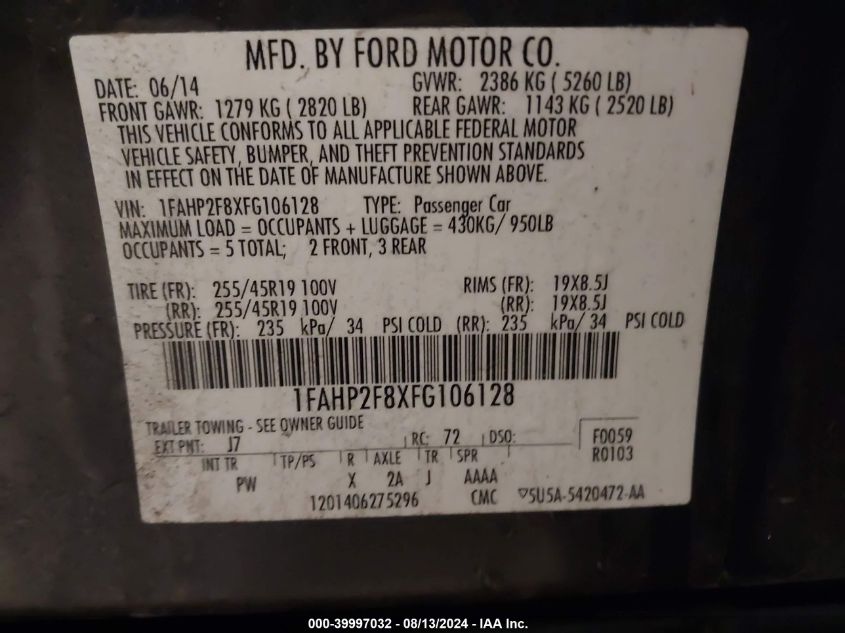 MFD. BY FORD MOTOR CO.
DATE: 06/14 GVWR: 2386 KG ( 5260 LB)
FRONT GAWR: 1279 KG ( 2820 LB) REAR GAWR: 1143 KG ( 2520 LB)
THIS VEHICLE CONFORMS TO ALL APPLICABLE FEDERAL MOTOR
VEHICLE SAFETY, BUMPER, AND THEFT PREVENTION STANDARDS
IN EFFECT ON THE DATE OF MANUFACTURE SHOWN ABOVE.
VIN: 1FAHP2F8XFG106128 TYPE: Passenger Car
MAXIMUM LOAD = OCCUPANTS + LUGGAGE = 430KG/ 950LB
OCCUPANTS = 5 TOTAL; 2 FRONT, 3 REAR
TIRE (FR): 255/45R19 100V RIMS (FR): 19X8.5J
(RR): 255/45R19 100V (RR): 19X8.5J
PRESSURE (FR): 235 kPa/ 34 PSI COLD (RR): 235 kPa/ 34 PSI COLD
1FAHP2F8XFG106128
TRAILER TOWING - SEE OWNER GUIDE
EXT PNT: J7 RC: 72 DSO: F0059
R0103
INT TR TP/PS R AXLE TR SPR
PW X 2A J AAAA
1201406275296 CMC 5U5A-5420472-AA
000-39997032 - 08/13/2024 - IAA Inc.